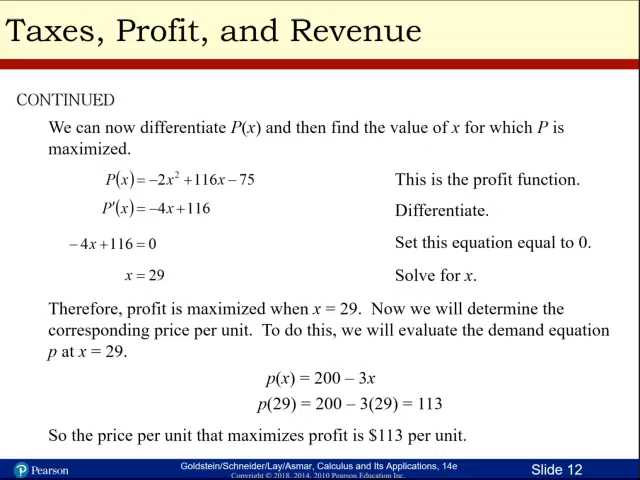 Taxes, Profit, and Revenue
CONTINUED
We can now differentiate P(x) and then find the value of x for which P is
maximized.
P(x) = −2x² + 116x − 75 This is the profit function.
P′(x) = −4x + 116 Differentiate.
− 4x + 116 = 0 Set this equation equal to 0.
x = 29 Solve for x.
Therefore, profit is maximized when x = 29. Now we will determine the
corresponding price per unit. To do this, we will evaluate the demand equation
p at x = 29.
p(x) = 200 – 3x
p(29) = 200 – 3(29) = 113
So the price per unit that maximizes profit is $113 per unit.
Pearson
Goldstein/Schneider/Lay/Asmar, Calculus and Its Applications, 14e
Copyright © 2018, 2014, 2010 Pearson Education Inc.
Slide 12